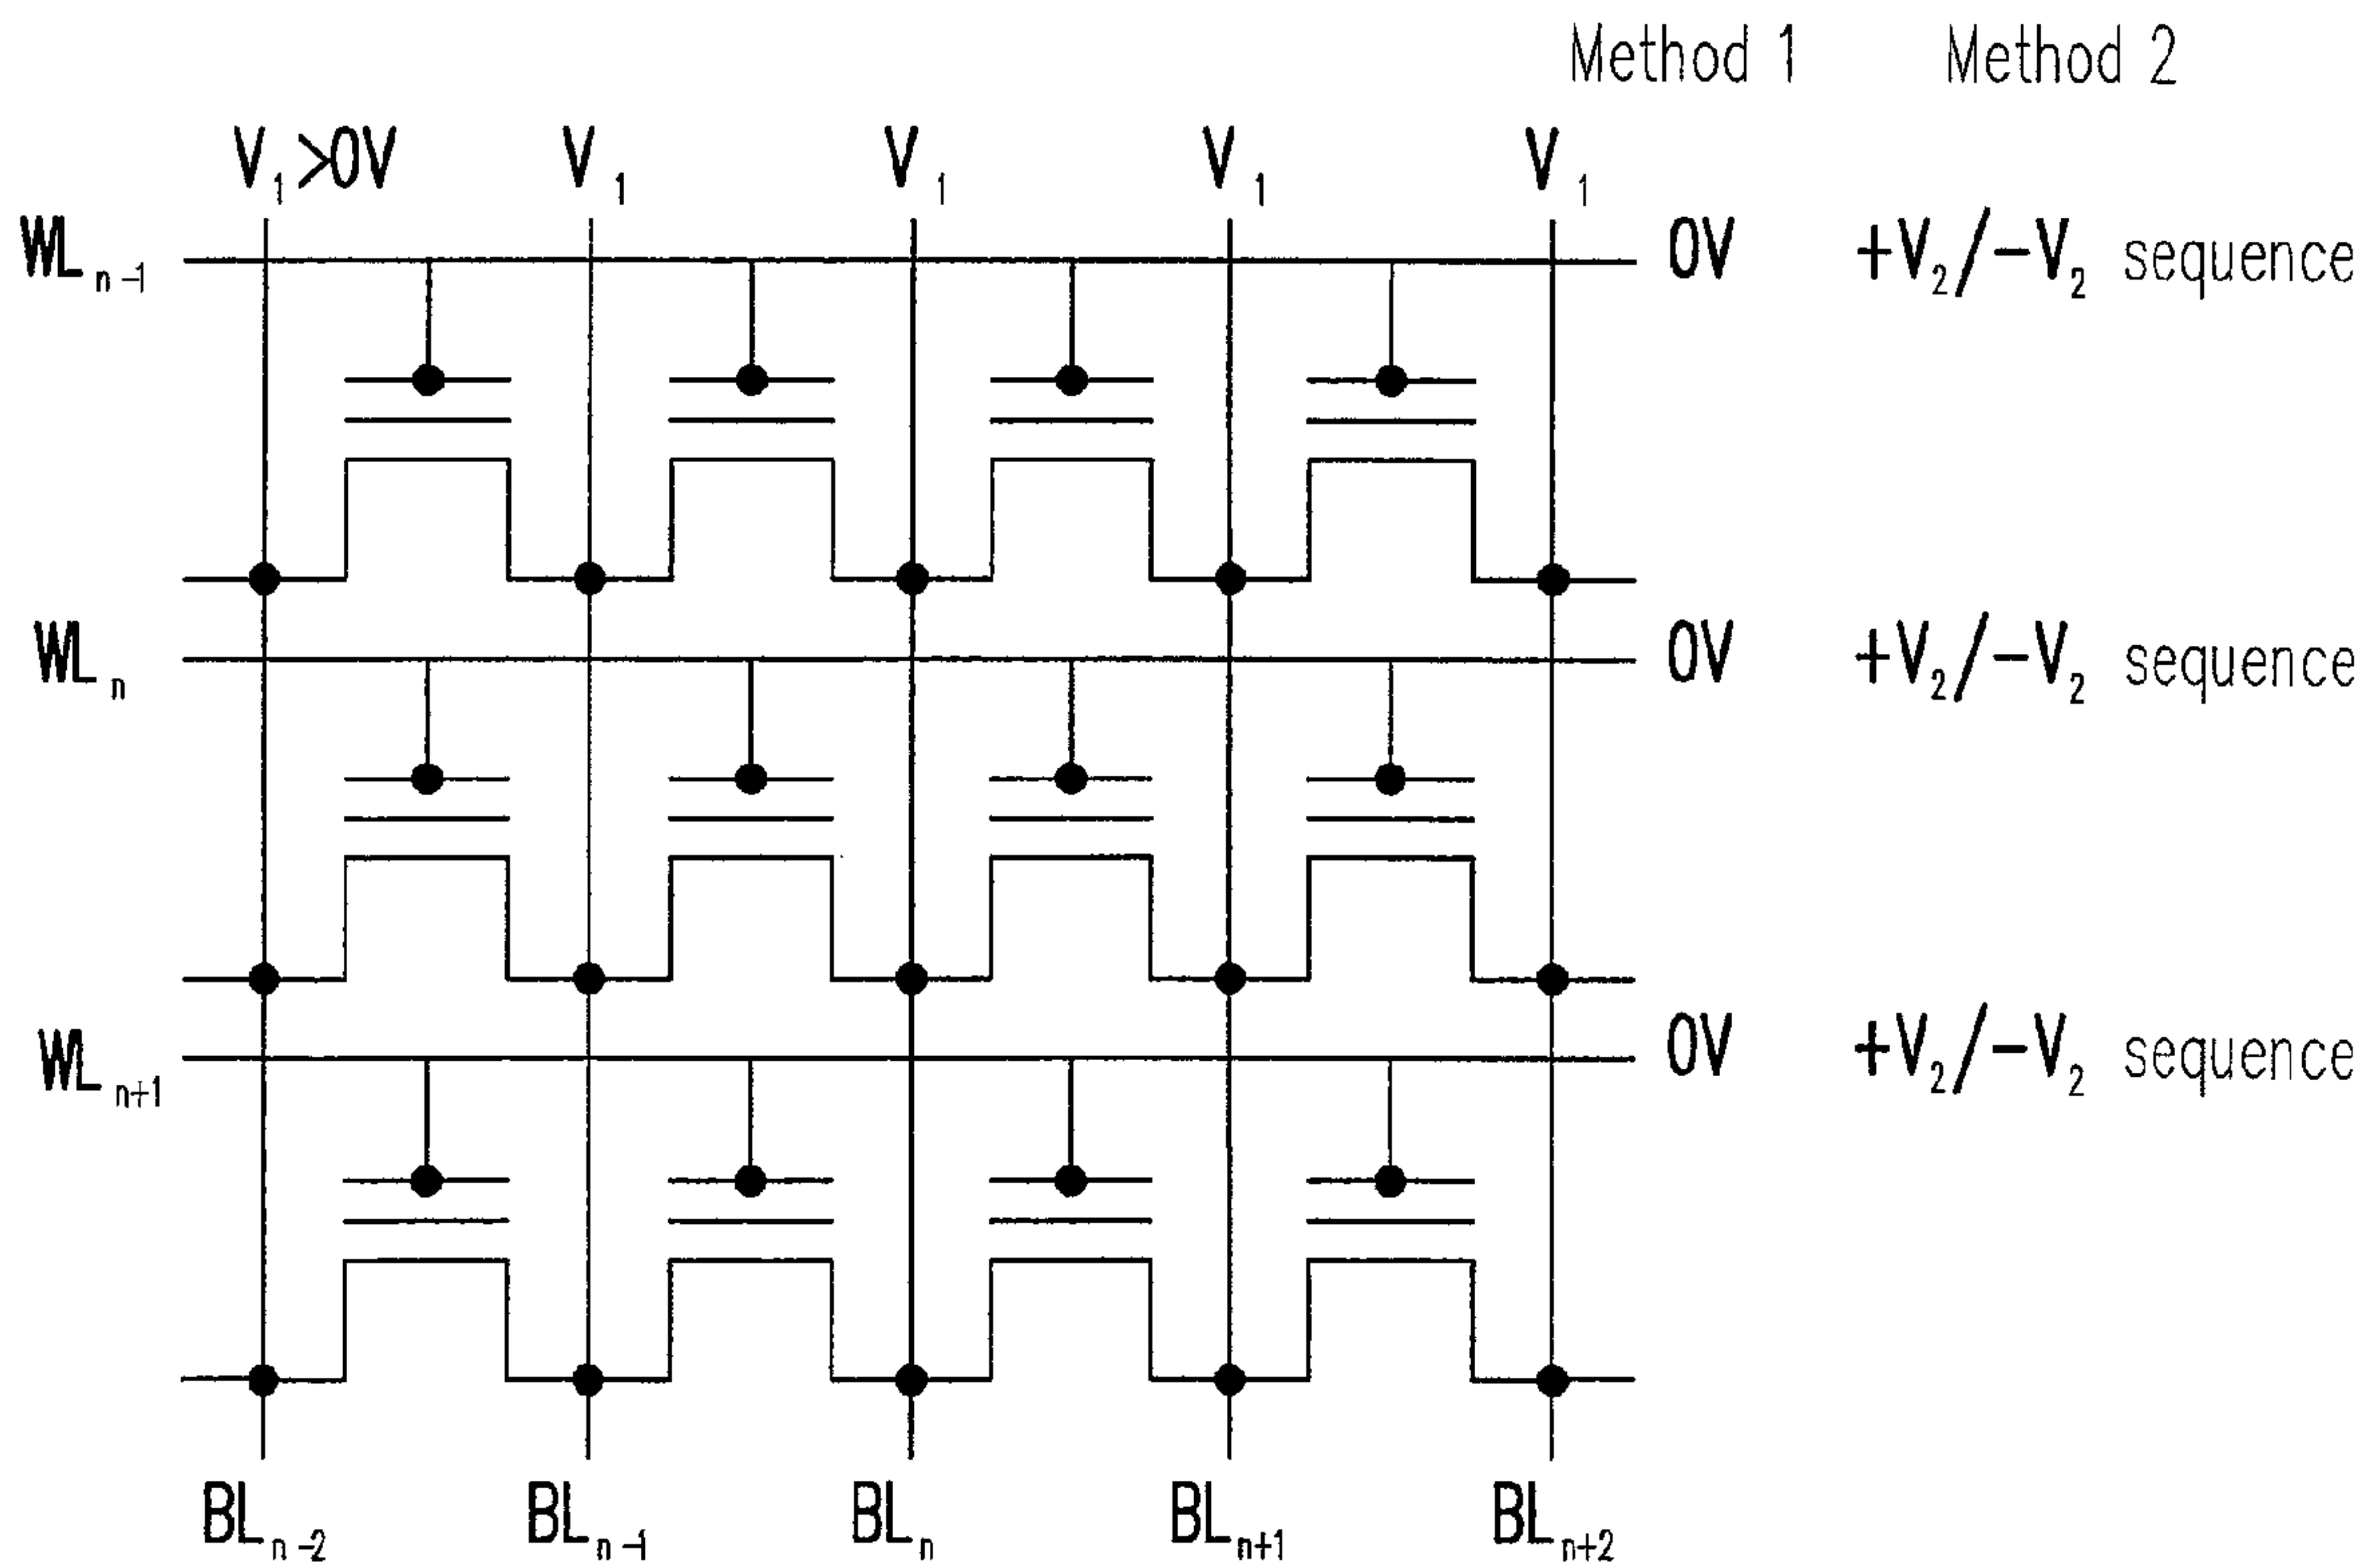 Method 1 Method 2
V₁>0V V₁ V₁ V₁ V₁
WLₙ₋₁ 0V +V₂/−V₂ sequence
WLₙ 0V +V₂/−V₂ sequence
WLₙ₊₁ 0V +V₂/−V₂ sequence
BLₙ₋₂ BLₙ₋₁ BLₙ BLₙ₊₁ BLₙ₊₂